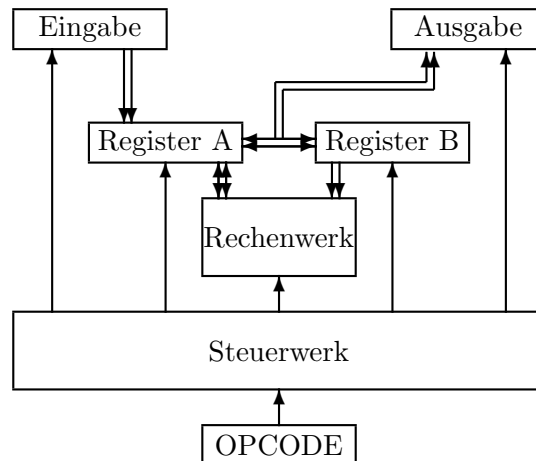 Eingabe
Ausgabe
Register A
Register B
Rechenwerk
Steuerwerk
OPCODE